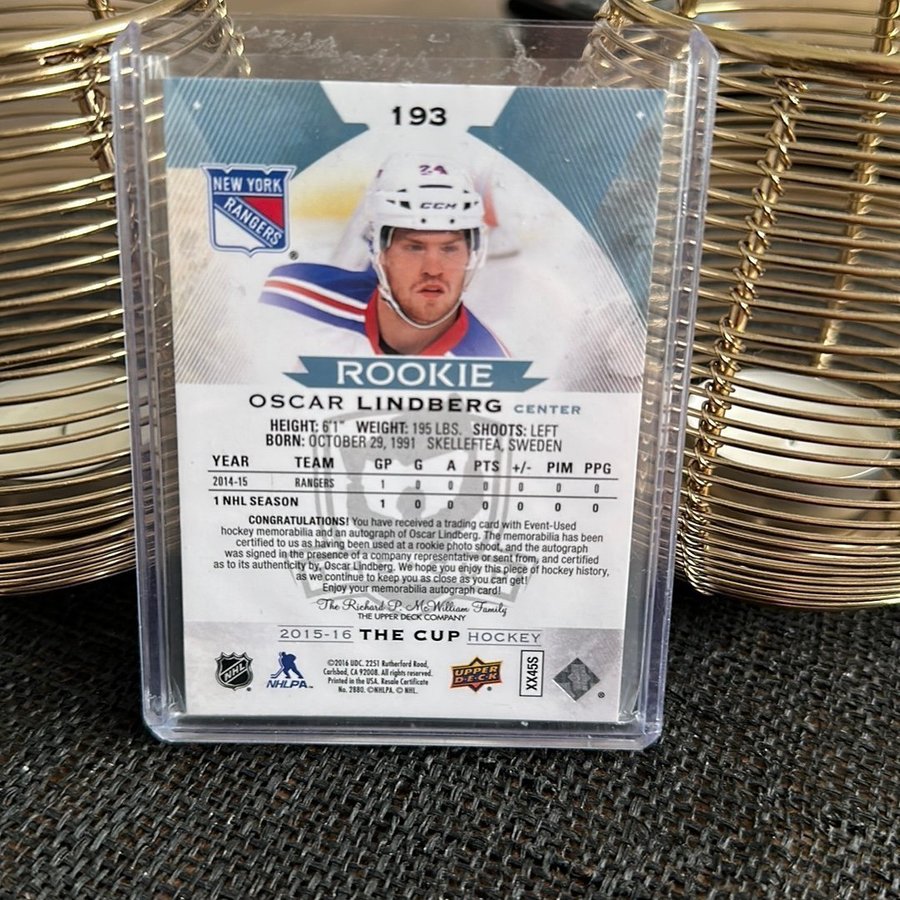 193
24
CCM
NEW YORK
RANGERS
®
ROOKIE
OSCAR LINDBERG CENTER
HEIGHT: 6'1" WEIGHT: 195 LBS. SHOOTS: LEFT
BORN: OCTOBER 29, 1991 SKELLEFTEA, SWEDEN
YEAR TEAM GP G A PTS +/- PIM PPG
2014-15 RANGERS 1 0 0 0 0 0 0
1 NHL SEASON 1 0 0 0 0 0 0
CONGRATULATIONS! You have received a trading card with Event-Used
hockey memorabilia and an autograph of Oscar Lindberg. The memorabilia has been
certified to us as having been used at a rookie photo shoot, and the autograph
was signed in the presence of a company representative or sent from, and certified
as to its authenticity by, Oscar Lindberg. We hope you enjoy this piece of hockey history,
as we continue to keep you as close as you can get!
Enjoy your memorabilia autograph card!
The Richard P. McWilliam Family
THE UPPER DECK COMPANY
2015-16 THE CUP HOCKEY
NHL
NHLPA
©2016 UDC. 2251 Rutherford Road,
Carlsbad, CA 92008. All rights reserved.
Printed in the USA. Resale Certificate
No. 2880. ©NHLPA. © NHL.
UPPER DECK
XX45S
®